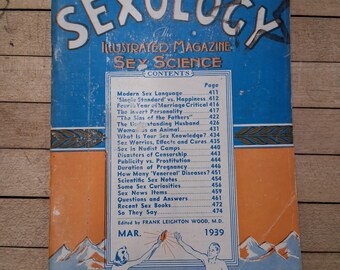 SEXOLOGY
The
ILLUSTRATED MAGAZINE
SEX SCIENCE
CONTENTS
Page
Modern Sex Language 411
"Single Standard" vs. Happiness 412
Fourth Year of Marriage Critical 416
The Invert Personality 417
"The Sins of the Fathers" 422
The Understanding Husband 426
Woman as an Animal 431
What Is Your Sex Knowledge? 434
Sex Worries, Effects and Cures 435
Sex in Nudist Camps 440
Disasters of Censorship 443
Publicity vs. Prostitution 444
Duration of Pregnancy 446
How Many 'Venereal' Diseases? 451
Scientific Sex Notes 454
Some Sex Curiosities 456
Sex News Items 459
Questions and Answers 461
Recent Sex Books 472
So They Say 474
Edited by FRANK LEIGHTON WOOD, M.D.
MAR. 1939